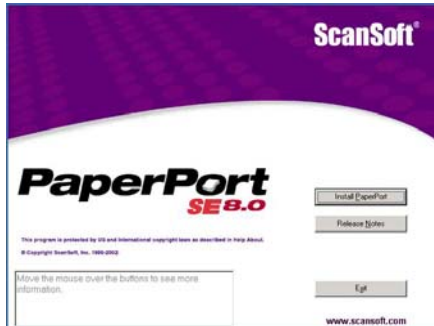 ScanSoft®
PaperPort
SE 8.0
Install PaperPort
Release Notes
This program is protected by US and international copyright laws as described in Help About.
© Copyright ScanSoft, Inc. 1995-2002
Move the mouse over the buttons to see more
information.
Exit
www.scansoft.com